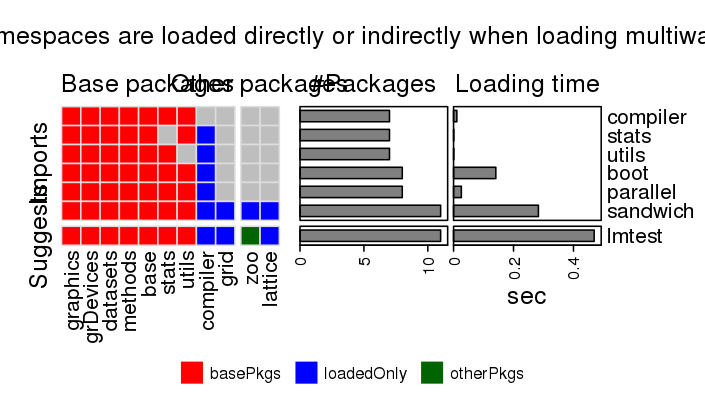 mespaces are loaded directly or indirectly when loading multiwa
Base packages
Other packages
#Packages
Loading time
Imports
Suggests
compiler
stats
utils
boot
parallel
sandwich
lmtest
graphics
grDevices
datasets
methods
base
stats
utils
compiler
grid
zoo
lattice
0
5
10
0
0.2
0.4
sec
basePkgs
loadedOnly
otherPkgs